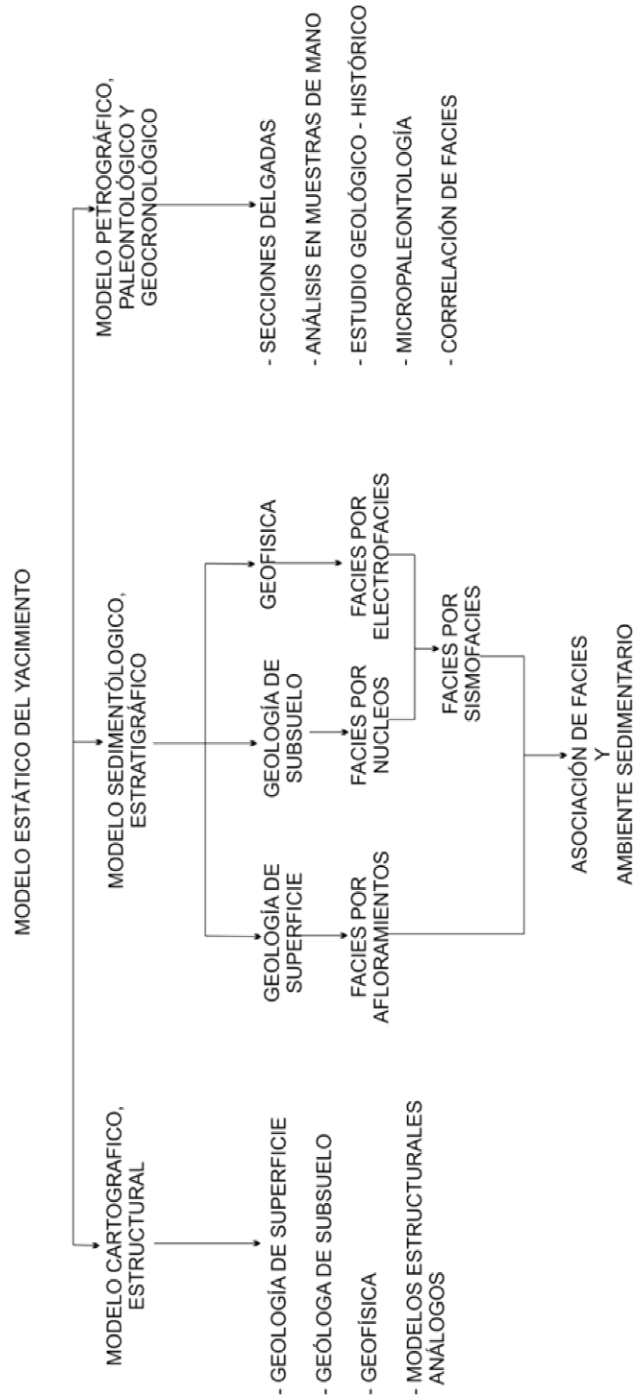 MODELO ESTÁTICO DEL YACIMIENTO
MODELO CARTOGRAFICO,
ESTRUCTURAL
- GEOLOGÍA DE SUPERFICIE
- GEÓLOGA DE SUBSUELO
- GEOFÍSICA
- MODELOS ESTRUCTURALES
ANÁLOGOS
MODELO SEDIMENTÓLOGICO,
ESTRATIGRÁFICO
GEOLOGÍA DE
SUPERFICIE
FACIES POR
AFLORAMIENTOS
GEOLOGÍA DE
SUBSUELO
FACIES POR
NUCLEOS
GEOFISICA
FACIES POR
ELECTROFACIES
FACIES POR
SISMOFACIES
ASOCIACIÓN DE FACIES
Y
AMBIENTE SEDIMENTARIO
MODELO PETROGRÁFICO,
PALEONTOLÓGICO Y
GEOCRONOLÓGICO
- SECCIONES DELGADAS
- ANÁLISIS EN MUESTRAS DE MANO
- ESTUDIO GEOLÓGICO - HISTÓRICO
- MICROPALEONTOLOGÍA
- CORRELACIÓN DE FACIES